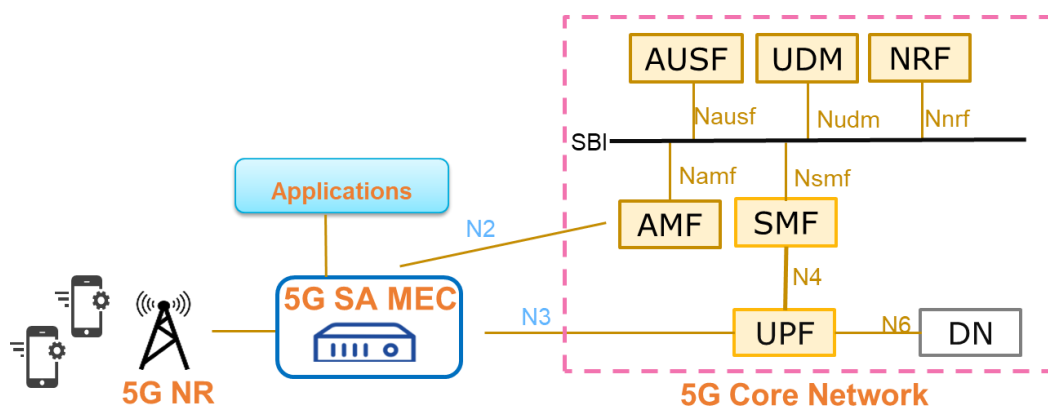 AUSF
UDM
NRF
Nausf
Nudm
Nnrf
SBI
Applications
Namf
Nsmf
N2
AMF
SMF
5G SA MEC
N4
N3
UPF
N6
DN
5G NR
5G Core Network